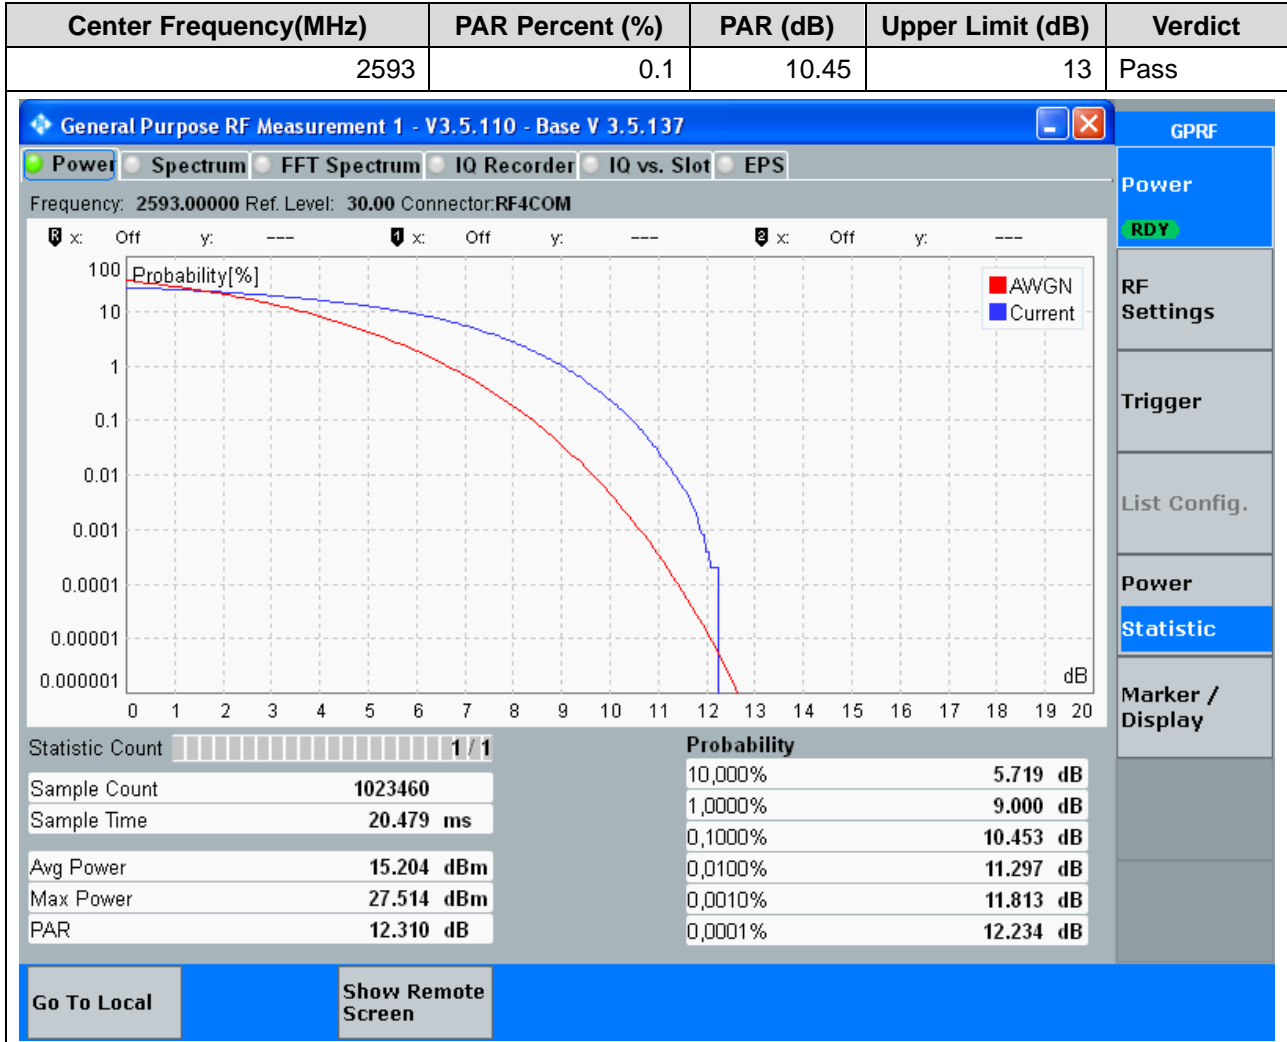 Center Frequency(MHz) PAR Percent (%) PAR (dB) Upper Limit (dB) Verdict
2593 0.1 10.45 13 Pass
General Purpose RF Measurement 1 - V3.5.110 - Base V 3.5.137
GPRF
Power Spectrum FFT Spectrum IQ Recorder IQ vs. Slot EPS
Power
RDY
Frequency: 2593.00000 Ref. Level: 30.00 Connector:RF4COM
R x: Off y: --- 1 x: Off y: --- 2 x: Off y: ---
Probability[%]
AWGN
Current
100
10
1
0.1
0.01
0.001
0.0001
0.00001
0.000001
dB
0 1 2 3 4 5 6 7 8 9 10 11 12 13 14 15 16 17 18 19 20
RF
Settings
Trigger
List Config.
Power
Statistic
Marker /
Display
Statistic Count 1 / 1
Sample Count 1023460
Sample Time 20.479 ms
Avg Power 15.204 dBm
Max Power 27.514 dBm
PAR 12.310 dB
Probability
10,000% 5.719 dB
1,0000% 9.000 dB
0,1000% 10.453 dB
0,0100% 11.297 dB
0,0010% 11.813 dB
0,0001% 12.234 dB
Go To Local
Show Remote
Screen